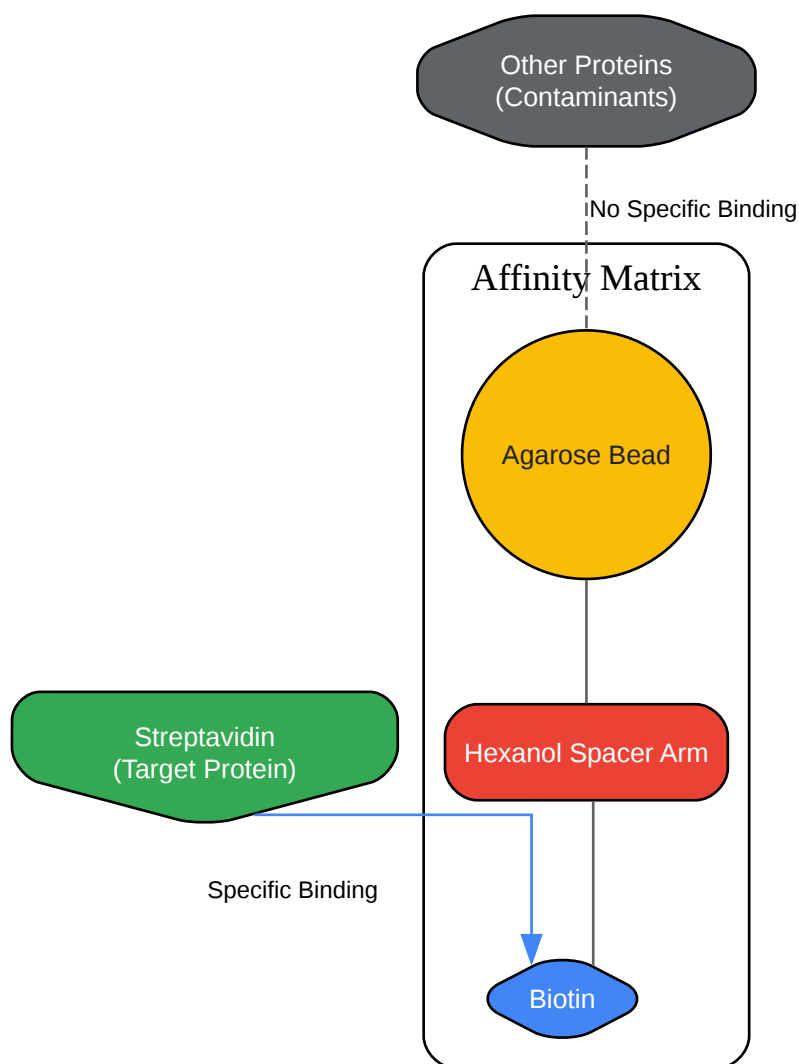 Other Proteins
(Contaminants)
No Specific Binding
Affinity Matrix
Agarose Bead
Streptavidin
(Target Protein)
Hexanol Spacer Arm
Specific Binding
Biotin